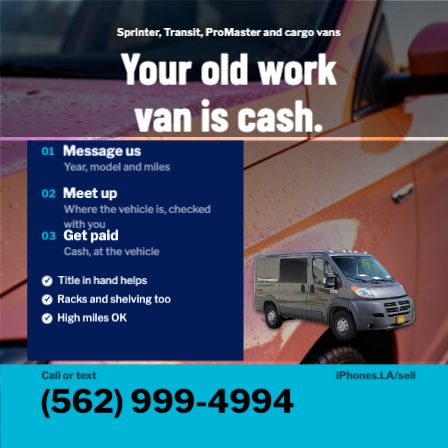 Sprinter, Transit, ProMaster and cargo vans
Your old work
van is cash.
01 Message us
Year, model and miles
02 Meet up
Where the vehicle is, checked
with you
03 Get paid
Cash, at the vehicle
Title in hand helps
Racks and shelving too
High miles OK
Call or text
iPhones.LA/sell
(562) 999-4994